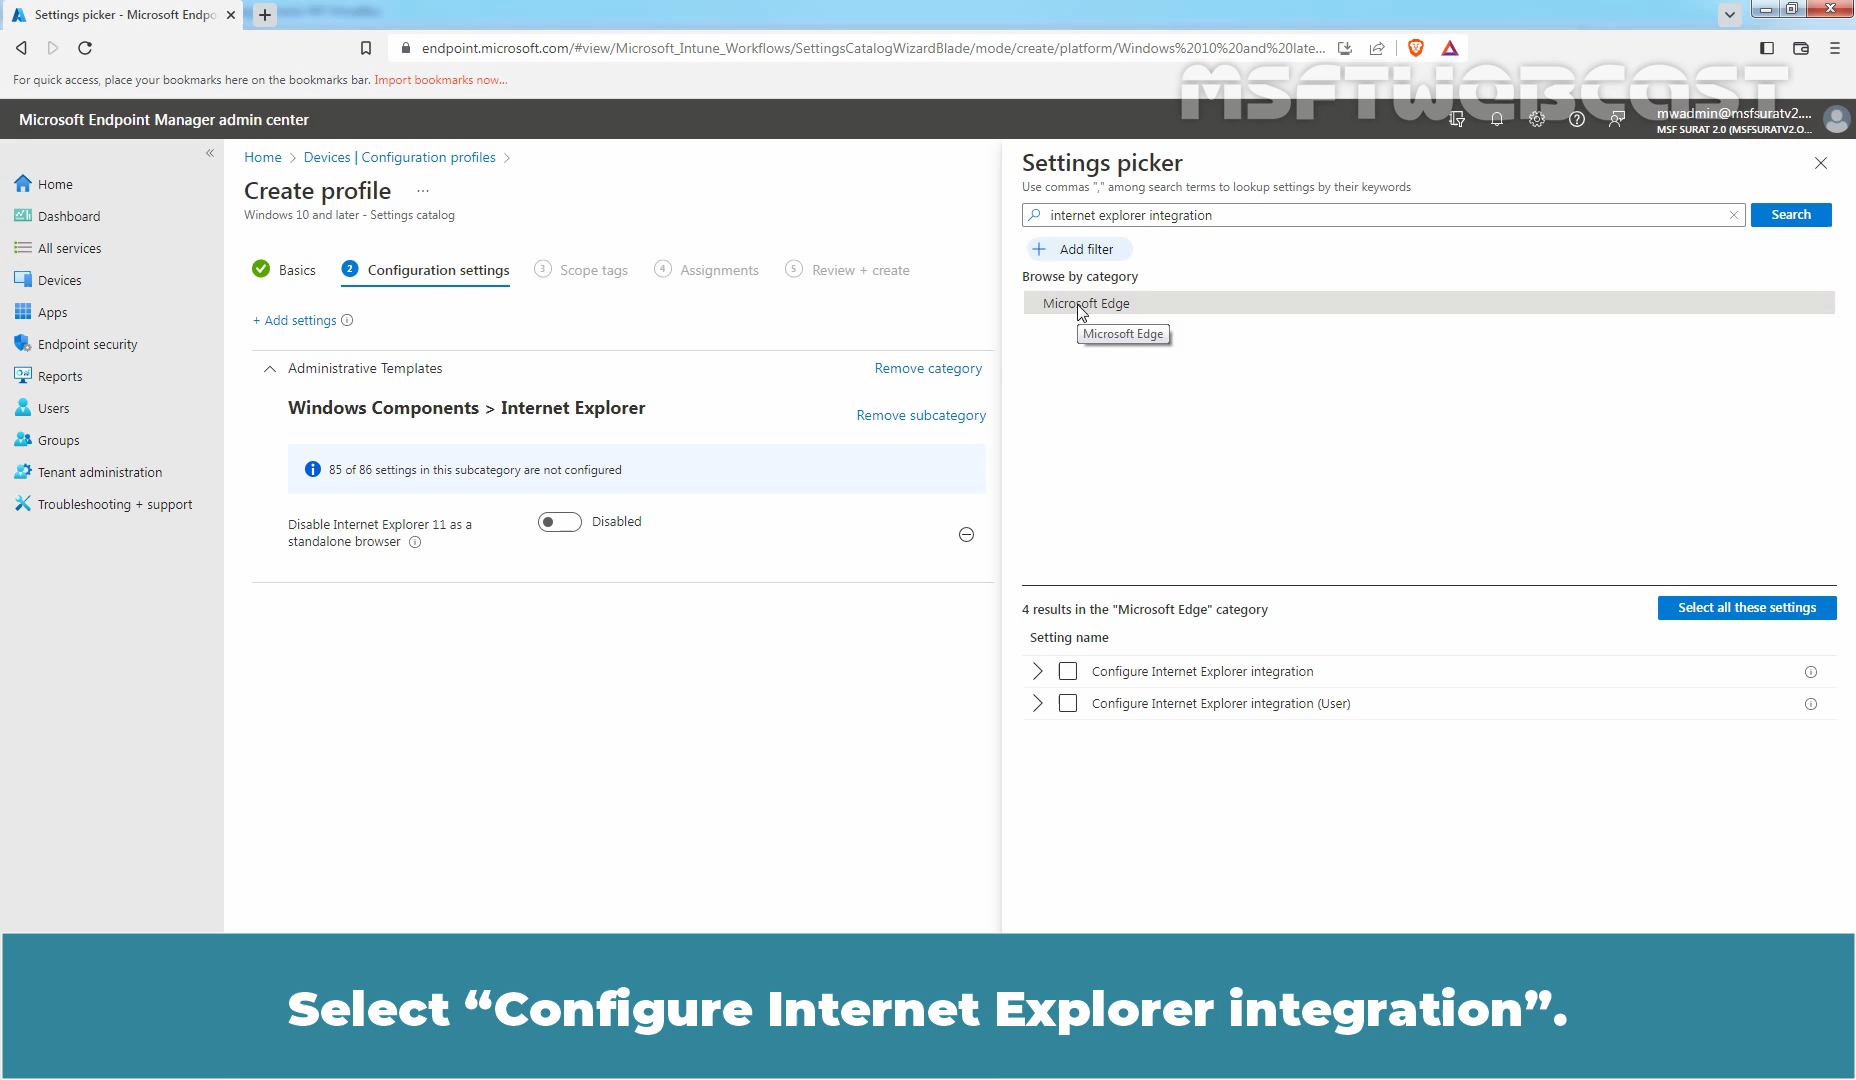 Settings picker - Microsoft Endpo
endpoint.microsoft.com/#view/Microsoft_Intune_Workflows/SettingsCatalogWizardBlade/mode/create/platform/Windows%2010%20and%20late...
For quick access, place your bookmarks here on the bookmarks bar. Import bookmarks now...
MSFTWEBCAST
Microsoft Endpoint Manager admin center
mwadmin@msfsuratv2....
MSF SURAT 2.0 (MSFSURATV2.O...
Home
Dashboard
All services
Devices
Apps
Endpoint security
Reports
Users
Groups
Tenant administration
Troubleshooting + support
Home > Devices | Configuration profiles >
Create profile ...
Windows 10 and later - Settings catalog
Basics
2 Configuration settings
3 Scope tags
4 Assignments
5 Review + create
+ Add settings
Administrative Templates
Remove category
Windows Components > Internet Explorer
Remove subcategory
85 of 86 settings in this subcategory are not configured
Disable Internet Explorer 11 as a
standalone browser
Disabled
Settings picker
Use commas "," among search terms to lookup settings by their keywords
internet explorer integration
Search
Add filter
Browse by category
Microsoft Edge
Microsoft Edge
4 results in the "Microsoft Edge" category
Select all these settings
Setting name
Configure Internet Explorer integration
Configure Internet Explorer integration (User)
Select “Configure Internet Explorer integration”.